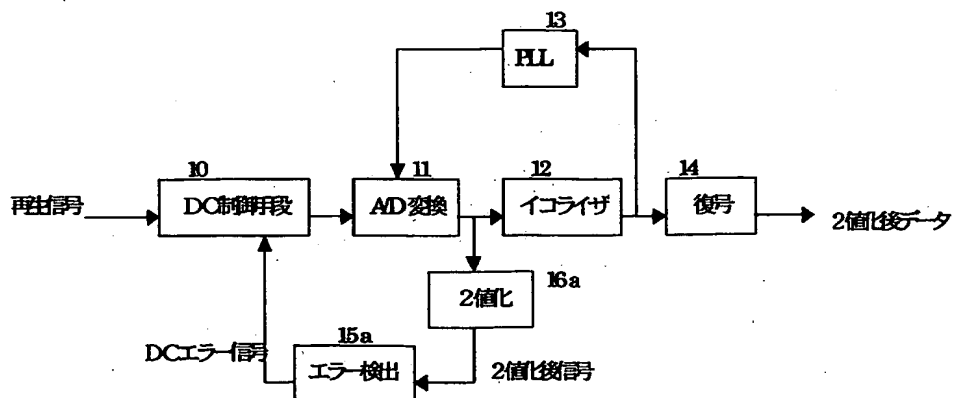 13
PLL
10
11
12
14
再生信号
DC制御手段
A/D変換
イコライザ
復号
2値化後データ
2値化
16a
DCエラー信号
15a
エラー検出
2値化後信号